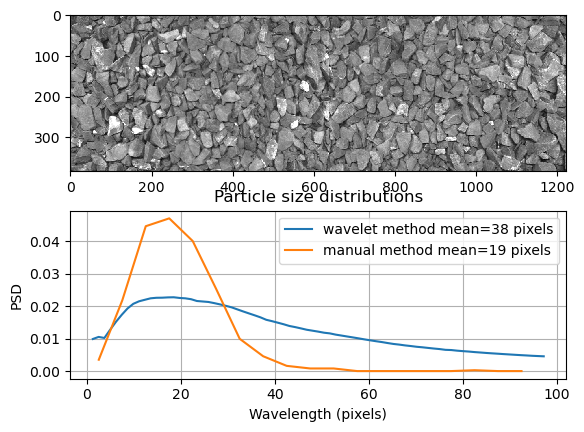 0
100
200
300
0 200 400 600 800 1000 1200
Particle size distributions
wavelet method mean=38 pixels
manual method mean=19 pixels
0.04
0.03
0.02
0.01
0.00
PSD
0 20 40 60 80 100
Wavelength (pixels)